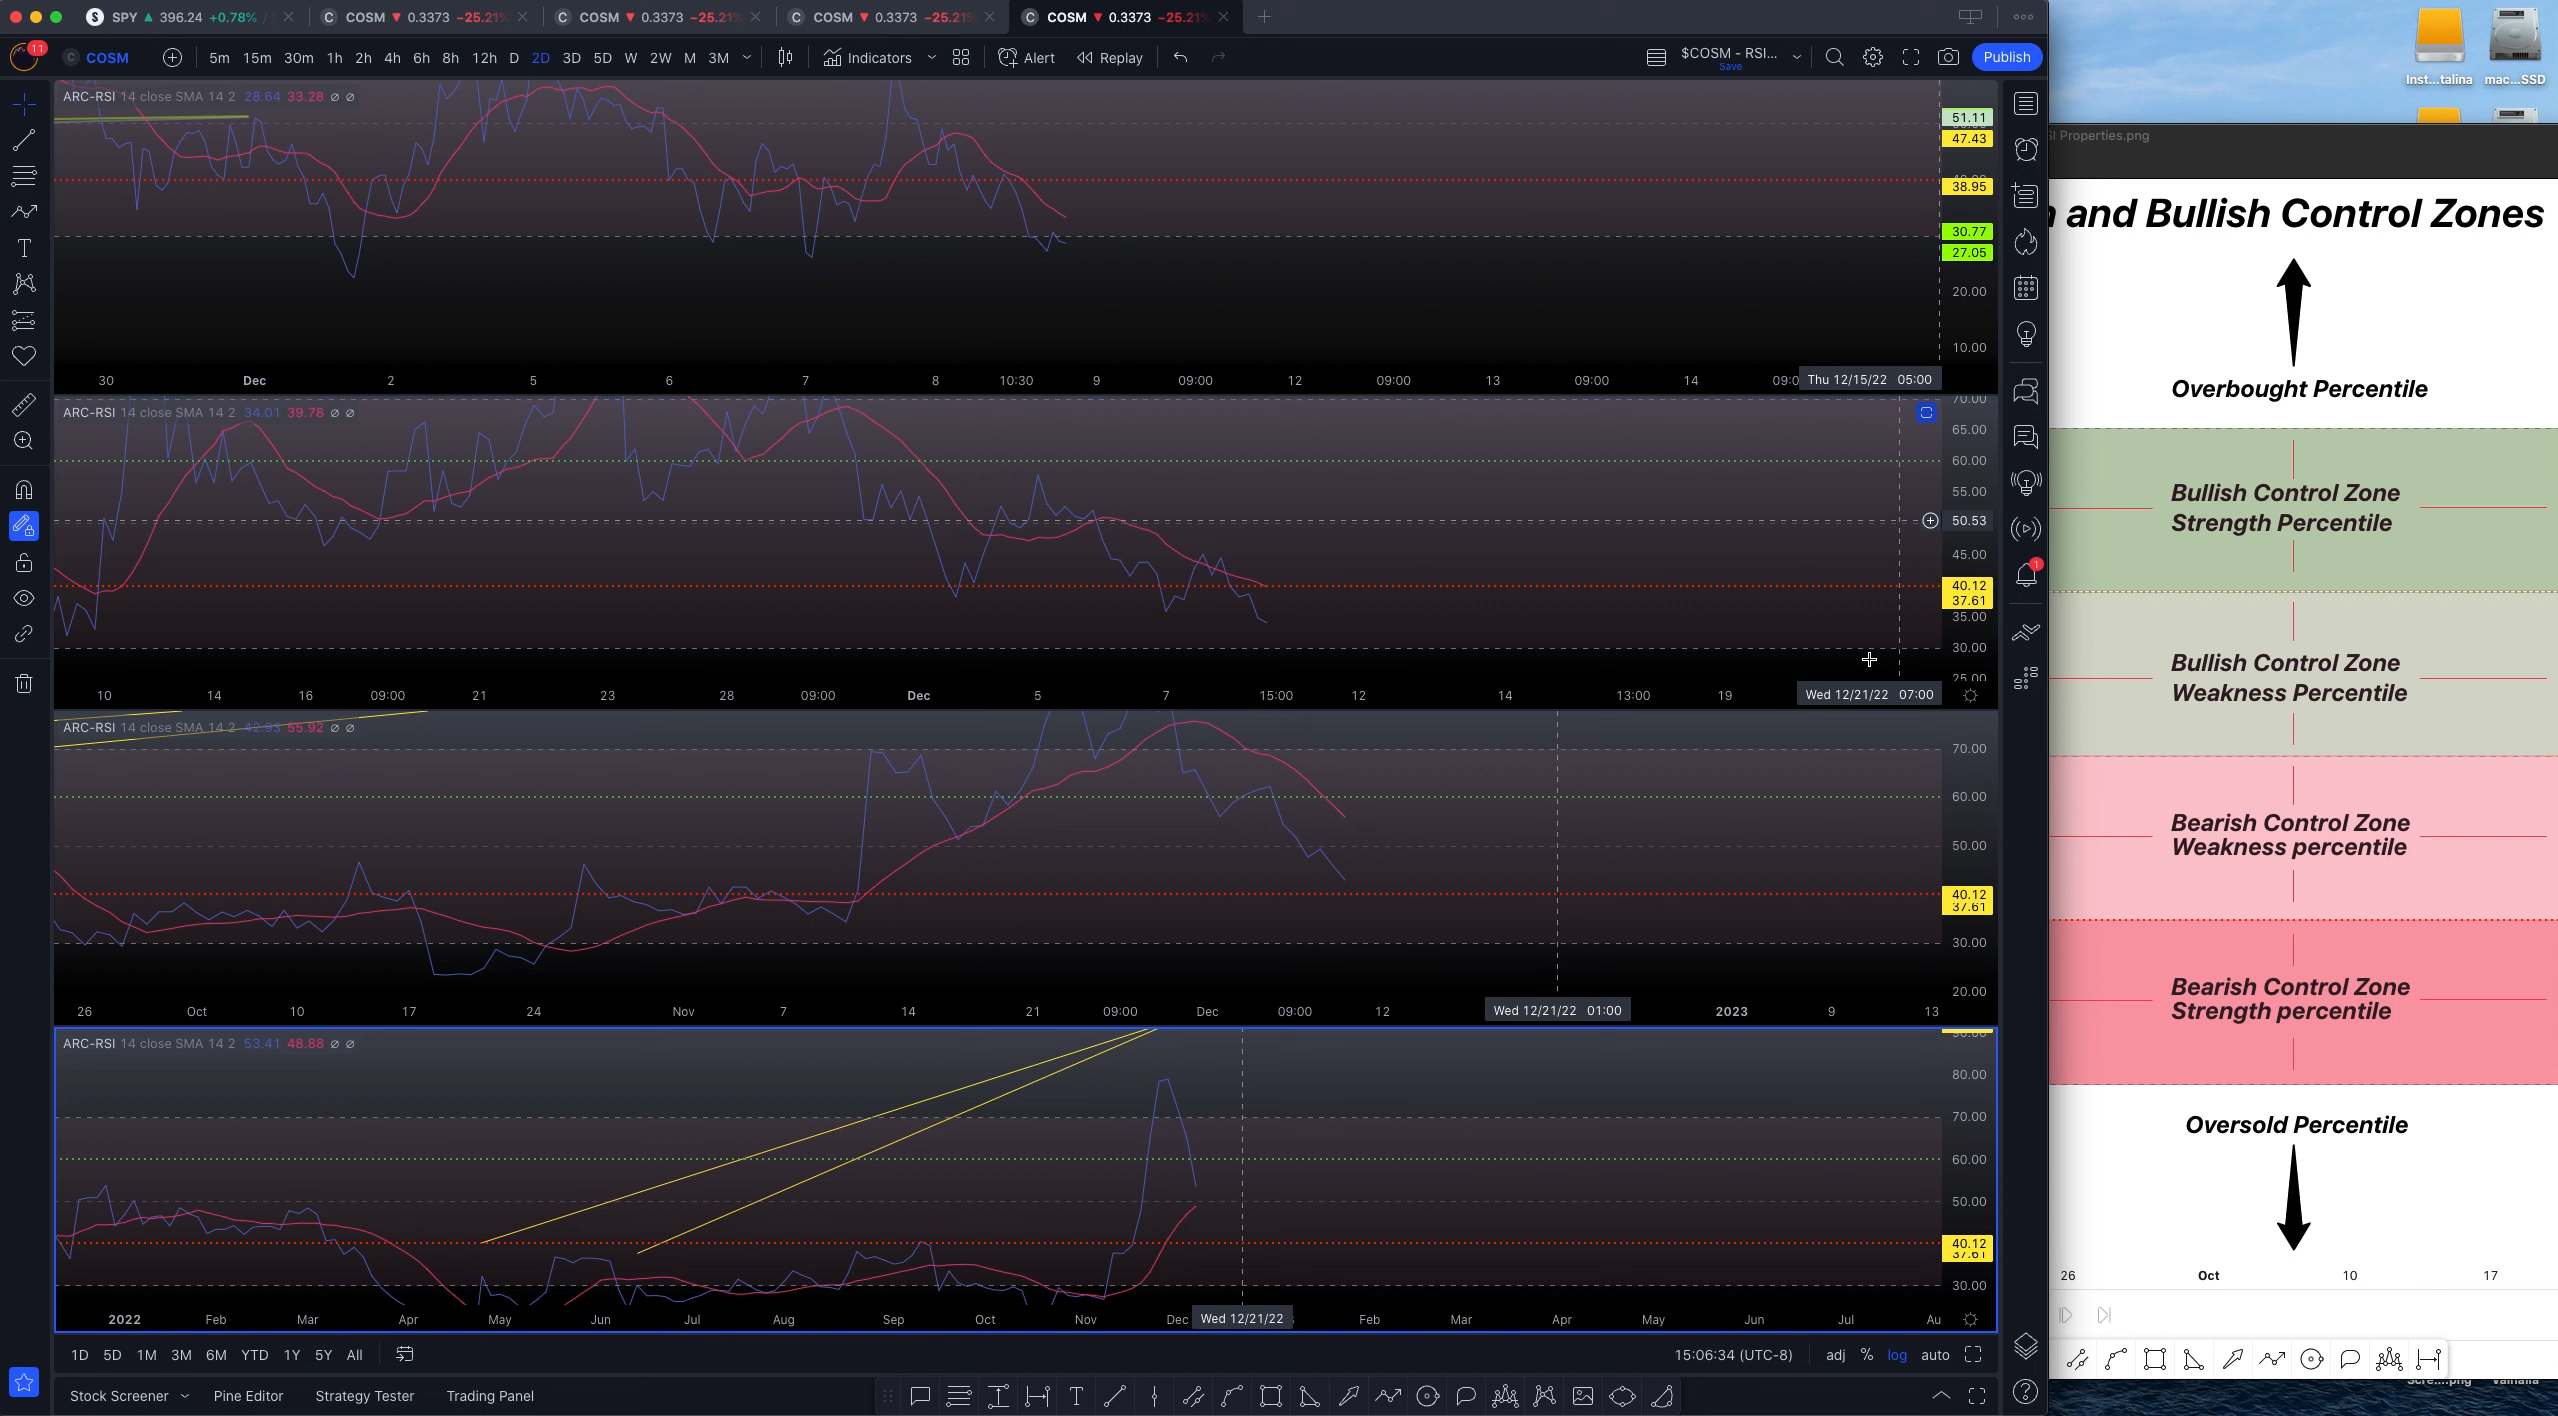 SPY 396.24 +0.78%
COSM 0.3373 −25.21%
COSM 0.3373 −25.21%
COSM 0.3373 −25.21%
COSM 0.3373 −25.21%
11 C COSM 5m 15m 30m 1h 2h 4h 6h 8h 12h D 2D 3D 5D W 2W M 3M Indicators Alert Replay $COSM - RSI... Save Publish
Inst...talina mac...SSD
ARC-RSI 14 close SMA 14 2 28.64 33.28 ∅ ∅
51.11
47.43
38.95
30.77
27.05
20.00
10.00
30 Dec 2 5 6 7 8 10:30 9 09:00 12 09:00 13 09:00 14 09:0 Thu 12/15/22 05:00
ARC-RSI 14 close SMA 14 2 34.01 39.78 ∅ ∅
70.00
65.00
60.00
55.00
50.53
45.00
40.12
37.61
35.00
30.00
25.00
10 14 16 09:00 21 23 28 09:00 Dec 5 7 15:00 12 14 13:00 19 Wed 12/21/22 07:00
ARC-RSI 14 close SMA 14 2 42.93 55.92 ∅ ∅
70.00
60.00
50.00
40.12
37.61
30.00
20.00
26 Oct 10 17 24 Nov 7 14 21 09:00 Dec 09:00 12 Wed 12/21/22 01:00 2023 9 13
ARC-RSI 14 close SMA 14 2 53.41 48.88 ∅ ∅
80.00
70.00
60.00
50.00
40.12
37.61
30.00
2022 Feb Mar Apr May Jun Jul Aug Sep Oct Nov Dec Wed 12/21/22 Feb Mar Apr May Jun Jul Au
1D 5D 1M 3M 6M YTD 1Y 5Y All 15:06:34 (UTC-8) adj % log auto
Stock Screener Pine Editor Strategy Tester Trading Panel
1
SI Properties.png
and Bullish Control Zones
Overbought Percentile
Bullish Control Zone
Strength Percentile
Bullish Control Zone
Weakness Percentile
Bearish Control Zone
Weakness percentile
Bearish Control Zone
Strength percentile
Oversold Percentile
26 Oct 10 17